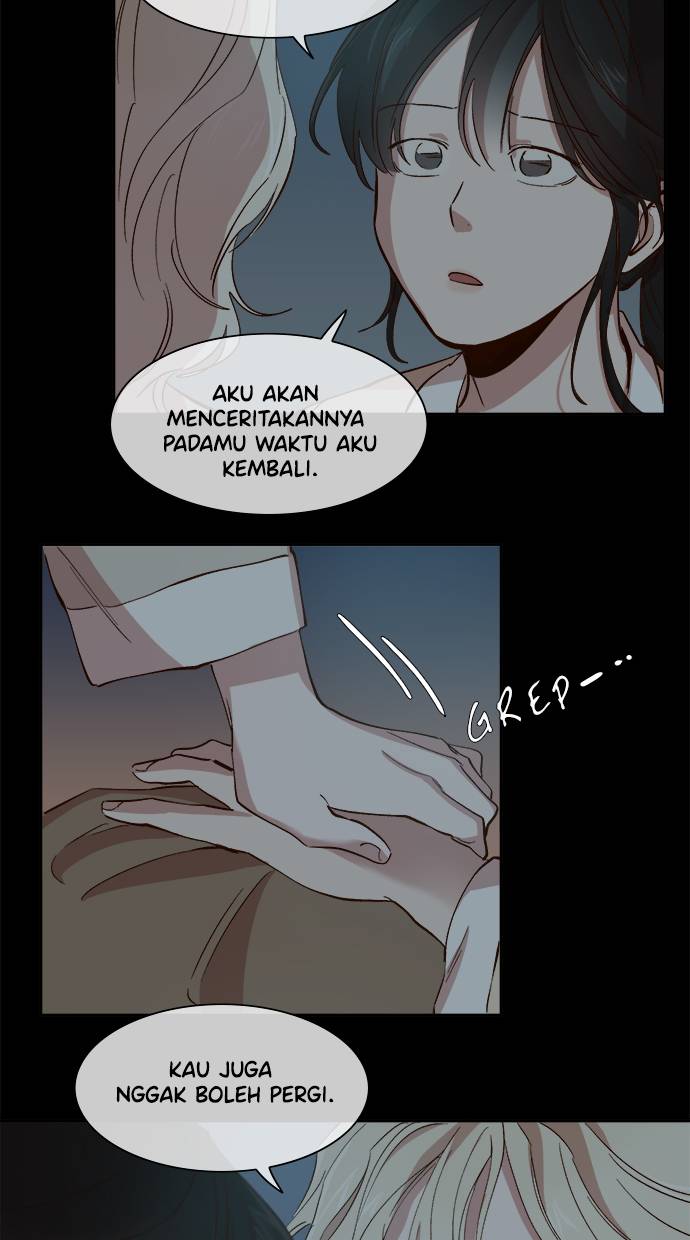 AKU AKAN
MENCERITAKANNYA
PADAMU WAKTU AKU
KEMBALI.
GREP-..
KAU JUGA
NGGAK BOLEH PERGI.